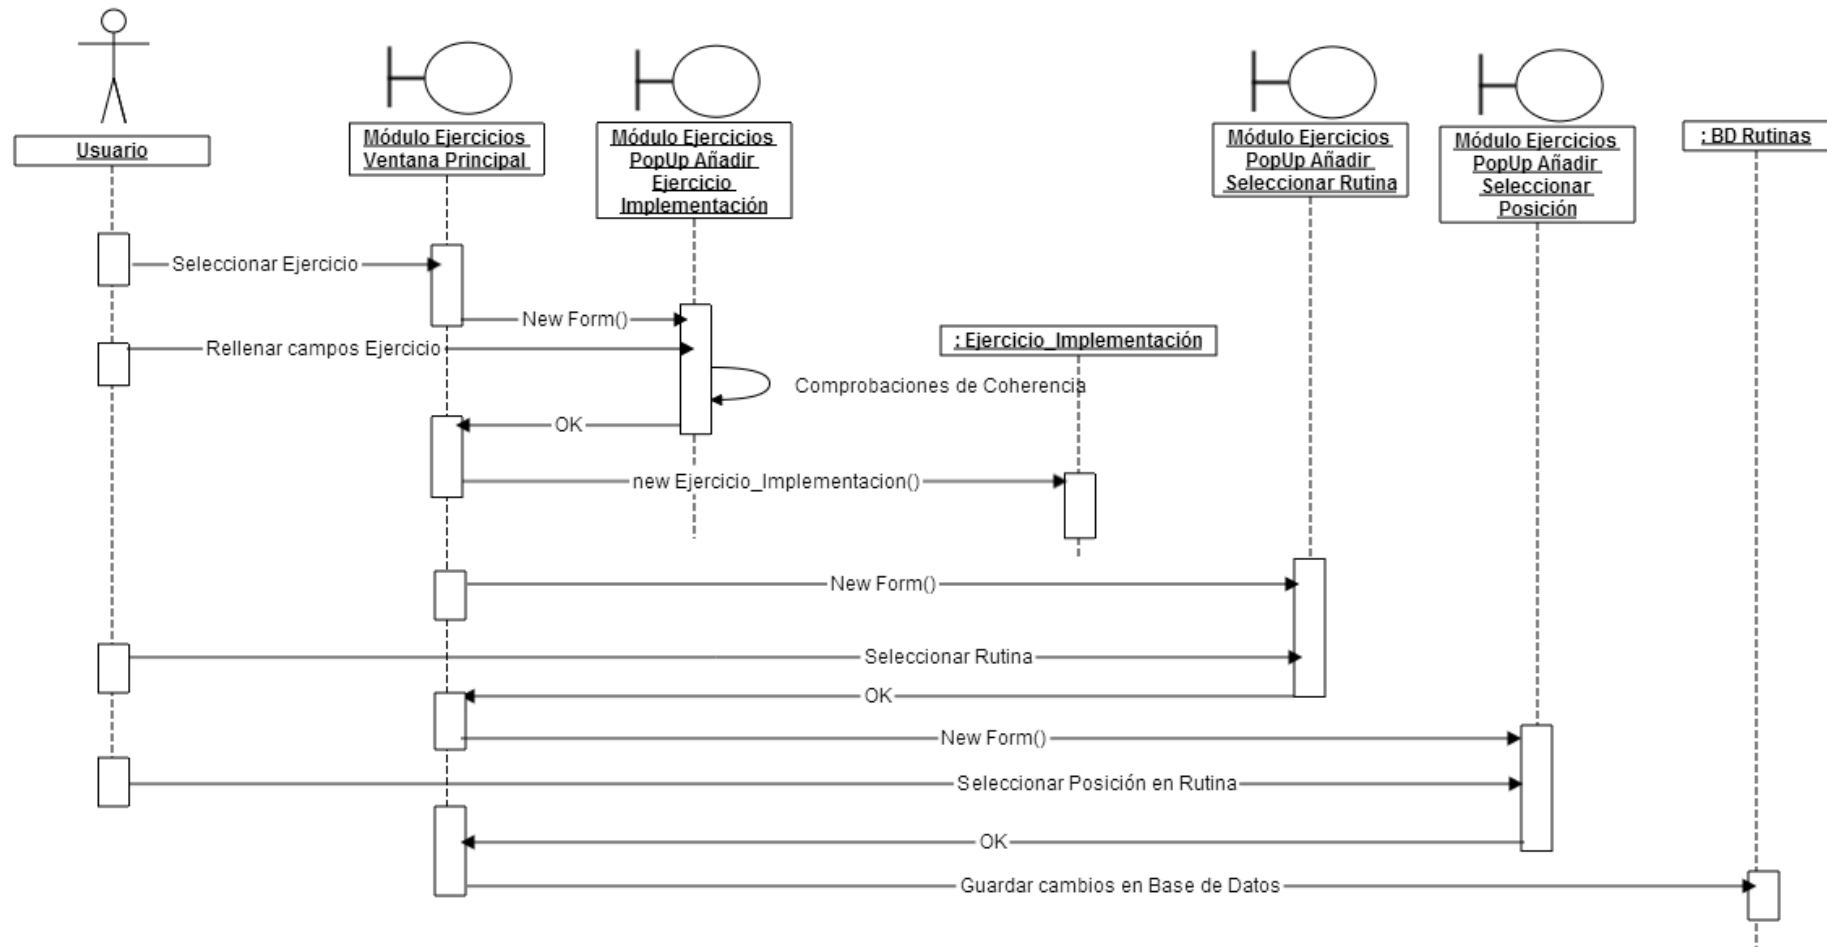 Usuario
Módulo Ejercicios
Ventana Principal
Módulo Ejercicios
PopUp Añadir
Ejercicio
Implementación
Módulo Ejercicios
PopUp Añadir
Seleccionar Rutina
Módulo Ejercicios
PopUp Añadir
Seleccionar
Posición
: BD Rutinas
Seleccionar Ejercicio
New Form()
: Ejercicio_Implementación
Rellenar campos Ejercicio
Comprobaciones de Coherencia
OK
new Ejercicio_Implementacion()
New Form()
Seleccionar Rutina
OK
New Form()
Seleccionar Posición en Rutina
OK
Guardar cambios en Base de Datos